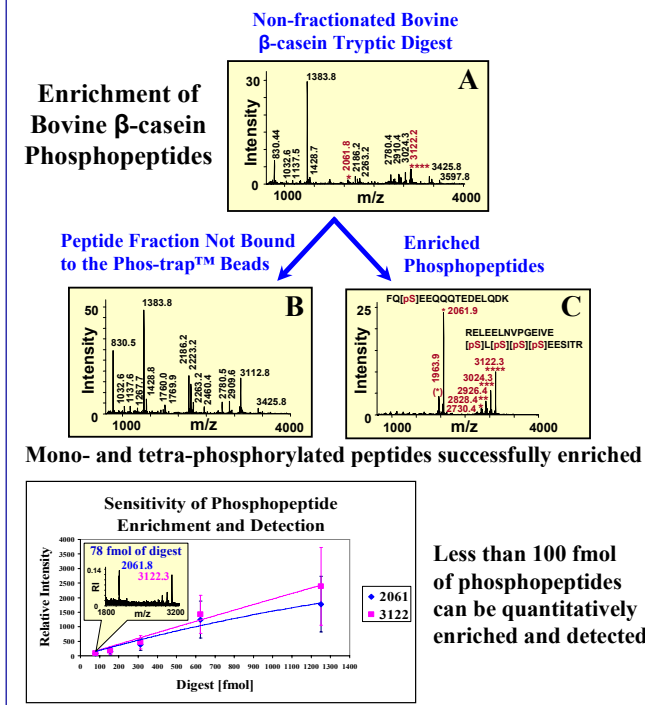 Non-fractionated Bovine
β-casein Tryptic Digest
Enrichment of
Bovine β-casein
Phosphopeptides
A
Intensity
30
15
0
830.44
1032.6
1137.5
1383.8
1428.7
2061.8
*
2186.2
2263.2
2780.4
2910.4
3024.3
3122.2
****
3425.8
3597.8
1000
m/z
4000
Peptide Fraction Not Bound
to the Phos-trap™ Beads
Enriched
Phosphopeptides
B
Intensity
50
25
0
830.5
1032.6
1137.6
1267.7
1383.8
1428.8
1760.0
1769.9
2186.2
2223.2
2263.2
2460.4
2780.5
2909.6
3112.8
3425.8
1000
m/z
4000
FQ[pS]EEQQQTEDELQDK
C
Intensity
25
0
* 2061.9
RELEELNVPGEIVE
[pS]L[pS][pS][pS]EESITR
1963.9
(*)
3122.3
****
3024.3
***
2926.4
**
2828.4
*
2730.4
1000
m/z
4000
Mono- and tetra-phosphorylated peptides successfully enriched
Sensitivity of Phosphopeptide
Enrichment and Detection
Relative Intensity
4000
3500
3000
2500
2000
1500
1000
500
0
78 fmol of digest
2061.8
3122.3
0.14
RI
0
1800
m/z
3200
0 100 200 300 400 500 600 700 800 900 1000 1100 1200 1300 1400
Digest [fmol]
2061
3122
Less than 100 fmol
of phosphopeptides
can be quantitatively
enriched and detected